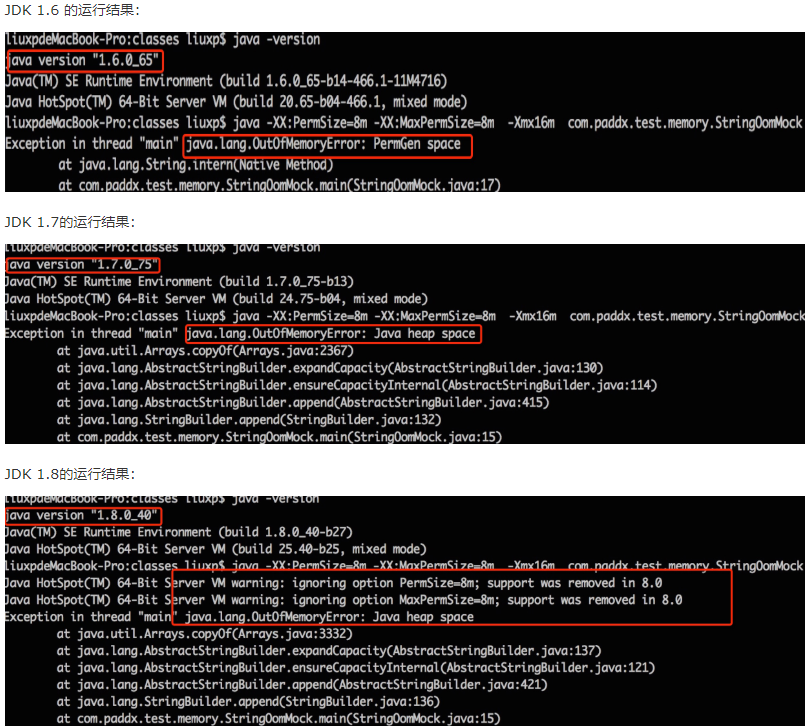 JDK 1.6 的运行结果：
liuxpdeMacBook-Pro:classes liuxp$ java -version
java version "1.6.0_65"
Java(TM) SE Runtime Environment (build 1.6.0_65-b14-466.1-11M4716)
Java HotSpot(TM) 64-Bit Server VM (build 20.65-b04-466.1, mixed mode)
liuxpdeMacBook-Pro:classes liuxp$ java -XX:PermSize=8m -XX:MaxPermSize=8m -Xmx16m com.paddx.test.memory.StringOomMock
Exception in thread "main" java.lang.OutOfMemoryError: PermGen space
at java.lang.String.intern(Native Method)
at com.paddx.test.memory.StringOomMock.main(StringOomMock.java:17)
JDK 1.7的运行结果：
liuxpdeMacBook-Pro:classes liuxp$ java -version
java version "1.7.0_75"
Java(TM) SE Runtime Environment (build 1.7.0_75-b13)
Java HotSpot(TM) 64-Bit Server VM (build 24.75-b04, mixed mode)
liuxpdeMacBook-Pro:classes liuxp$ java -XX:PermSize=8m -XX:MaxPermSize=8m -Xmx16m com.paddx.test.memory.StringOomMock
Exception in thread "main" java.lang.OutOfMemoryError: Java heap space
at java.util.Arrays.copyOf(Arrays.java:2367)
at java.lang.AbstractStringBuilder.expandCapacity(AbstractStringBuilder.java:130)
at java.lang.AbstractStringBuilder.ensureCapacityInternal(AbstractStringBuilder.java:114)
at java.lang.AbstractStringBuilder.append(AbstractStringBuilder.java:415)
at java.lang.StringBuilder.append(StringBuilder.java:132)
at com.paddx.test.memory.StringOomMock.main(StringOomMock.java:15)
JDK 1.8的运行结果：
liuxpdeMacBook-Pro:classes liuxp$ java -version
java version "1.8.0_40"
Java(TM) SE Runtime Environment (build 1.8.0_40-b27)
Java HotSpot(TM) 64-Bit Server VM (build 25.40-b25, mixed mode)
liuxpdeMacBook-Pro:classes liuxp$ java -XX:PermSize=8m -XX:MaxPermSize=8m -Xmx16m com.paddx.test.memory.StringOomMock
Java HotSpot(TM) 64-Bit Server VM warning: ignoring option PermSize=8m; support was removed in 8.0
Java HotSpot(TM) 64-Bit Server VM warning: ignoring option MaxPermSize=8m; support was removed in 8.0
Exception in thread "main" java.lang.OutOfMemoryError: Java heap space
at java.util.Arrays.copyOf(Arrays.java:3332)
at java.lang.AbstractStringBuilder.expandCapacity(AbstractStringBuilder.java:137)
at java.lang.AbstractStringBuilder.ensureCapacityInternal(AbstractStringBuilder.java:121)
at java.lang.AbstractStringBuilder.append(AbstractStringBuilder.java:421)
at java.lang.StringBuilder.append(StringBuilder.java:136)
at com.paddx.test.memory.StringOomMock.main(StringOomMock.java:15)